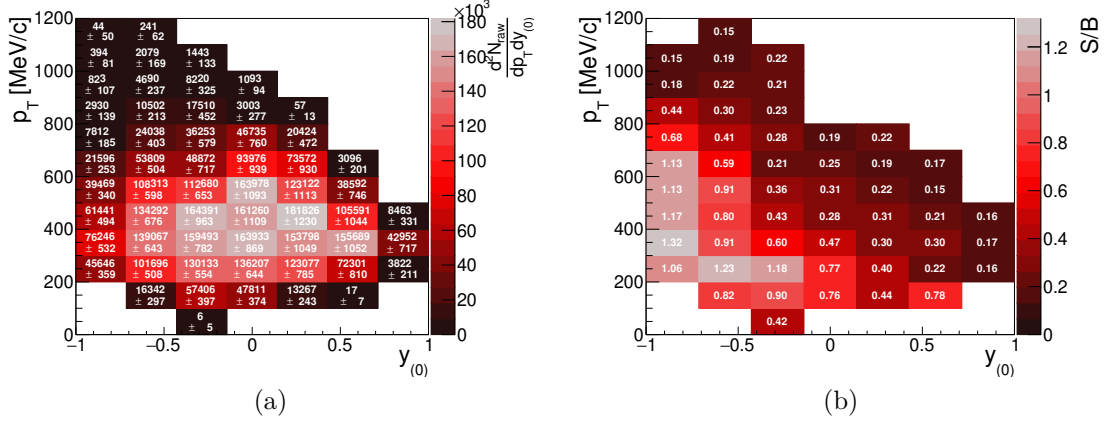 ×10³
1200
1000
800
600
400
200
0
p_T [MeV/c]
44 241
± 50 ± 62
394 2079 1443
± 81 ± 169 ± 133
823 4690 8220 1093
± 107 ± 237 ± 325 ± 94
2930 10502 17510 3003 57
± 139 ± 213 ± 452 ± 277 ± 13
7812 24038 36253 46735 20424
± 185 ± 403 ± 579 ± 760 ± 472
21596 53809 48872 93976 73572 3096
± 253 ± 504 ± 717 ± 939 ± 930 ± 201
39469 108313 112680 163978 123122 38592
± 340 ± 598 ± 653 ± 1093 ± 1113 ± 746
61441 134292 164391 161260 181826 105591 8463
± 494 ± 676 ± 963 ± 1109 ± 1230 ± 1044 ± 331
76246 139067 159493 163933 153798 155689 42952
± 532 ± 643 ± 782 ± 869 ± 1049 ± 1052 ± 717
45646 101696 130133 136207 123077 72301 3822
± 359 ± 508 ± 554 ± 644 ± 785 ± 810 ± 211
16342 57406 47811 13267 17
± 297 ± 397 ± 374 ± 243 ± 7
6
± 5
−1 −0.5 0 0.5 1
y_(0)
180
160
140
120
100
80
60
40
20
0
d²N_raw
dp_T dy_(0)
(a)
1200
1000
800
600
400
200
0
p_T [MeV/c]
0.15
0.15 0.19 0.22
0.18 0.22 0.21
0.44 0.30 0.23
0.68 0.41 0.28 0.19 0.22
1.13 0.59 0.21 0.25 0.19 0.17
1.13 0.91 0.36 0.31 0.22 0.15
1.17 0.80 0.43 0.28 0.31 0.21 0.16
1.32 0.91 0.60 0.47 0.30 0.30 0.17
1.06 1.23 1.18 0.77 0.40 0.22 0.16
0.82 0.90 0.76 0.44 0.78
0.42
−1 −0.5 0 0.5 1
y_(0)
1.2
1
0.8
0.6
0.4
0.2
0
S/B
(b)